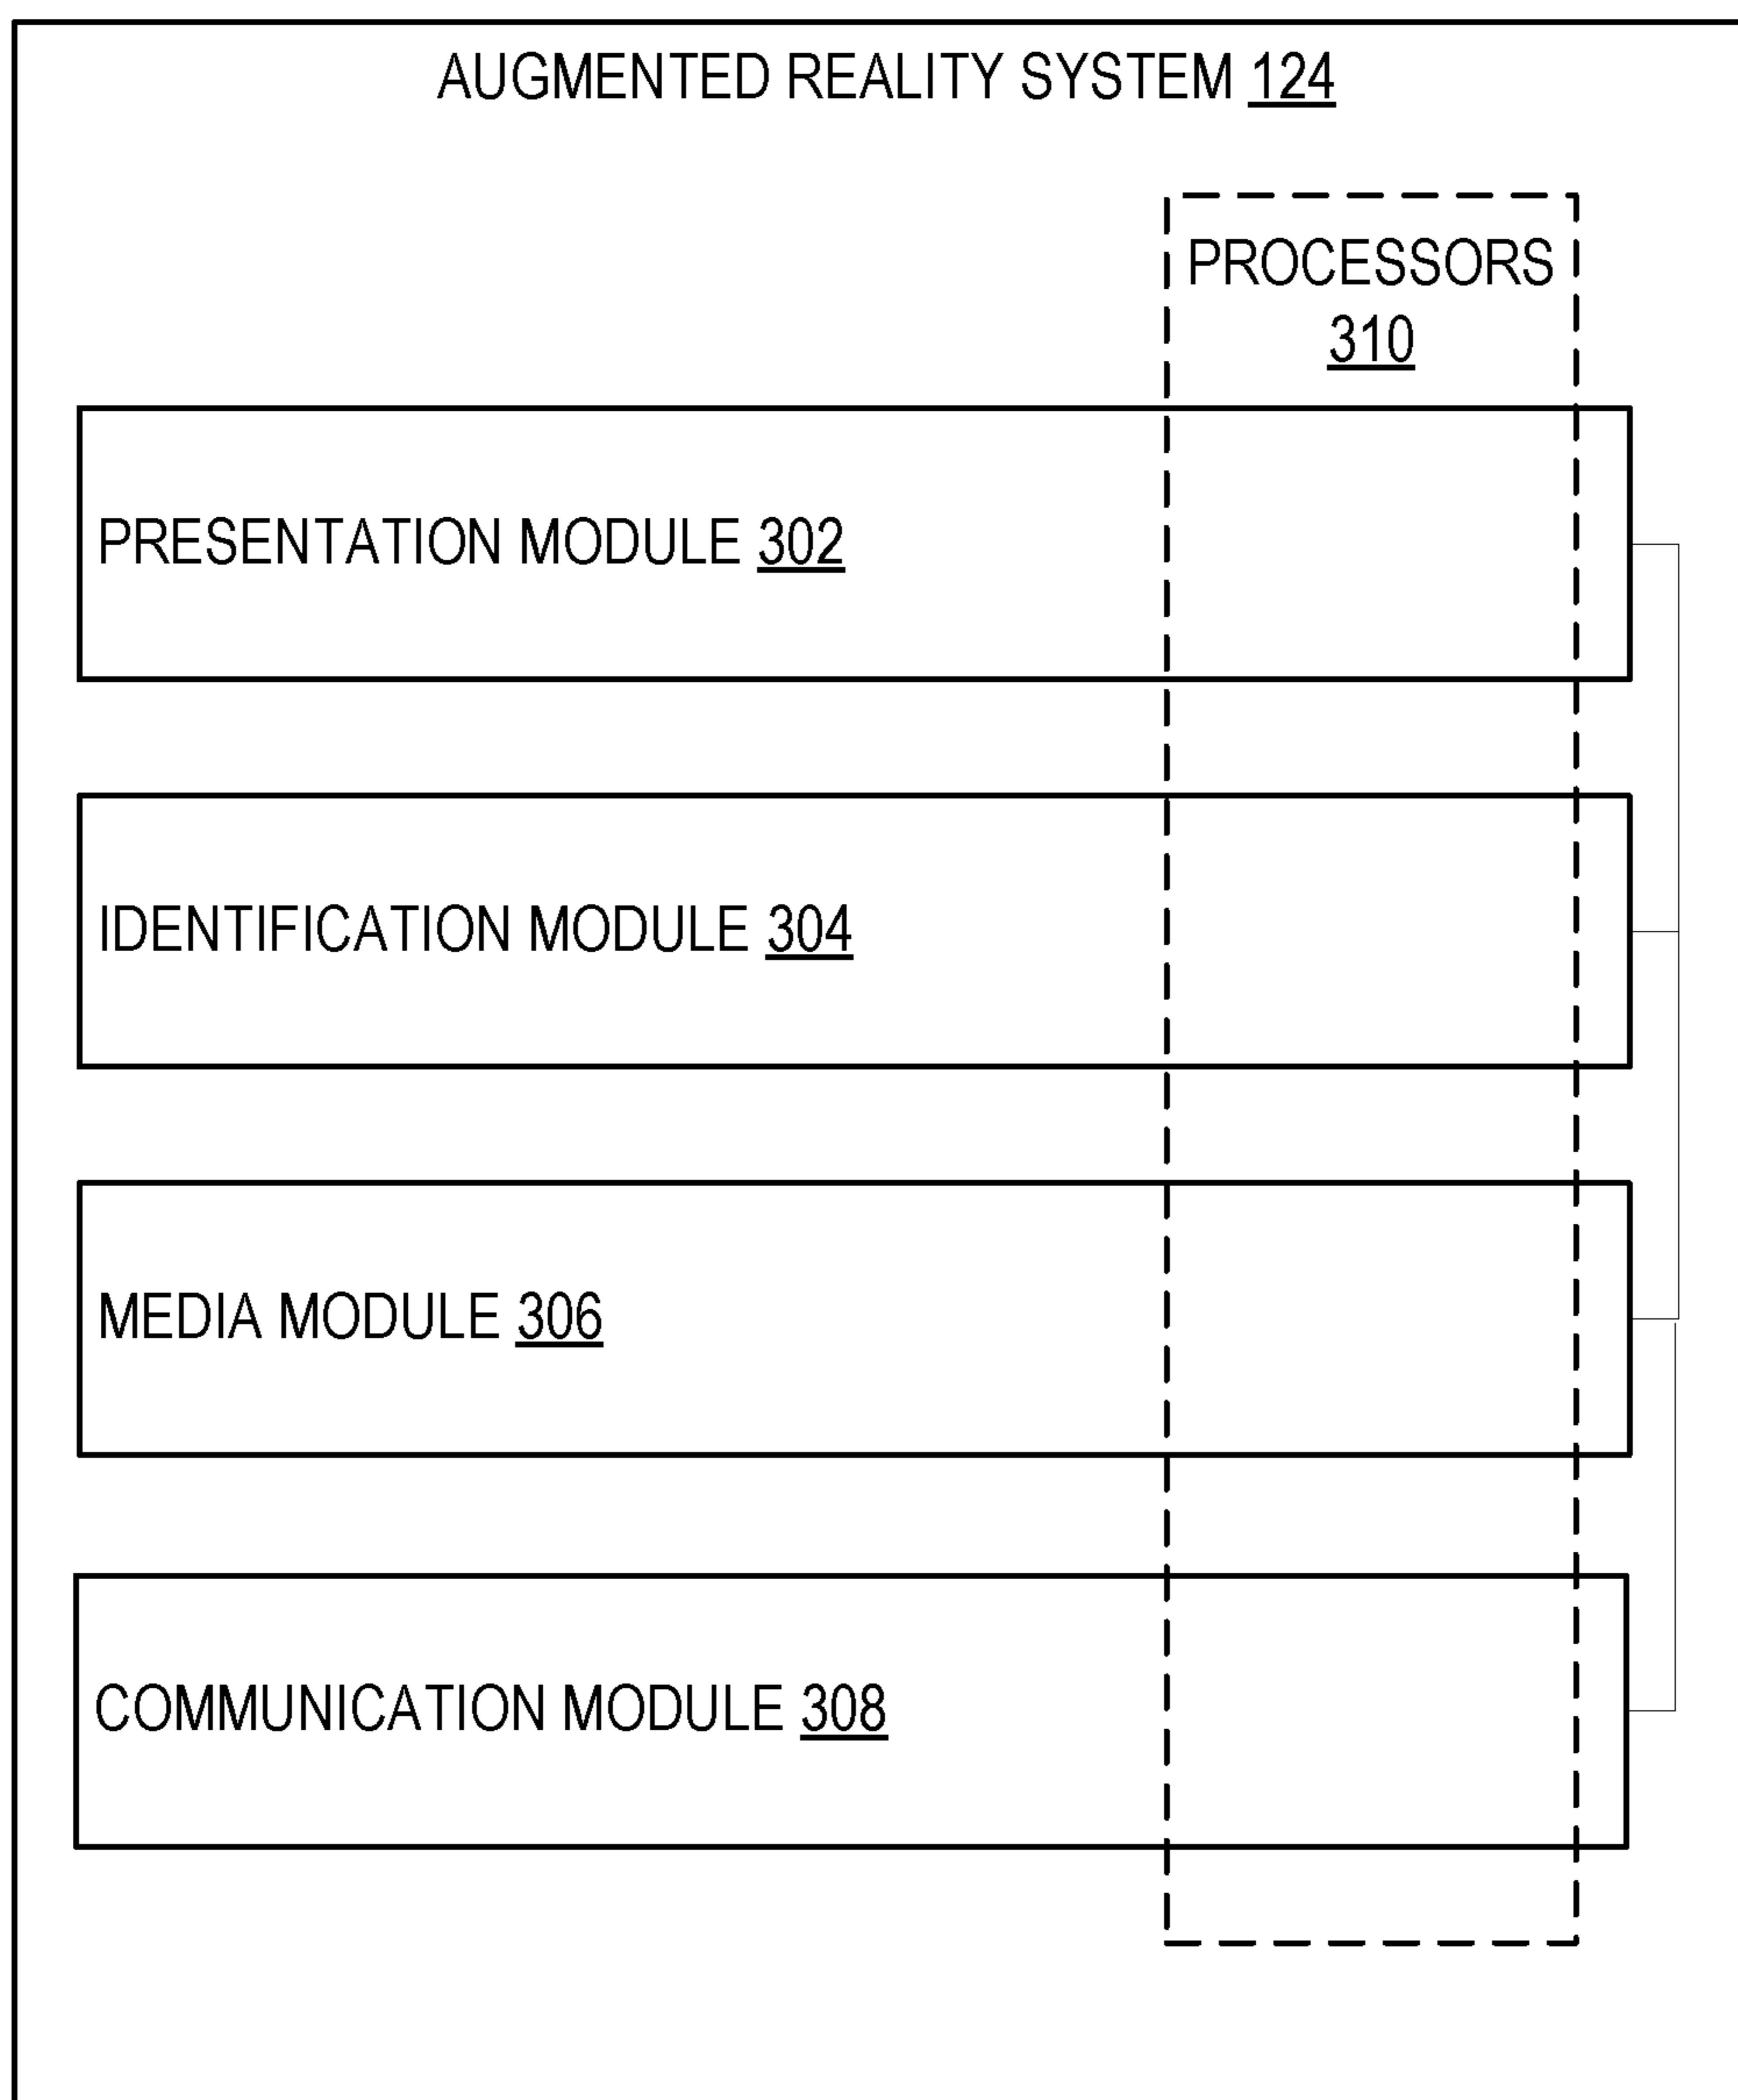 AUGMENTED REALITY SYSTEM 124
PROCESSORS
310
PRESENTATION MODULE 302
IDENTIFICATION MODULE 304
MEDIA MODULE 306
COMMUNICATION MODULE 308